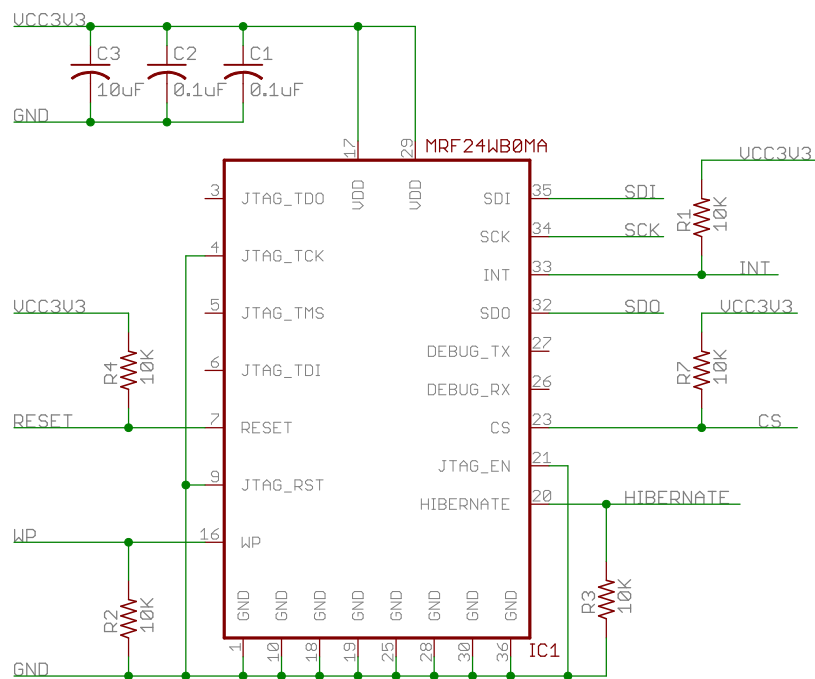 VCC3V3
C3
C2
C1
10uF
0.1uF
0.1uF
GND
MRF24WB0MA
17
29
VDD
VDD
3
JTAG_TDO
4
JTAG_TCK
5
JTAG_TMS
6
JTAG_TDI
7
RESET
9
JTAG_RST
16
WP
SDI
35
SDI
SCK
34
SCK
INT
33
INT
SDO
32
SDO
DEBUG_TX
27
DEBUG_RX
26
CS
23
CS
JTAG_EN
21
HIBERNATE
20
HIBERNATE
VCC3V3
R1
10K
VCC3V3
R7
10K
VCC3V3
R4
10K
RESET
WP
R2
10K
GND
R3
10K
GND
GND
GND
GND
GND
GND
GND
GND
1
10
18
19
25
28
30
36
IC1